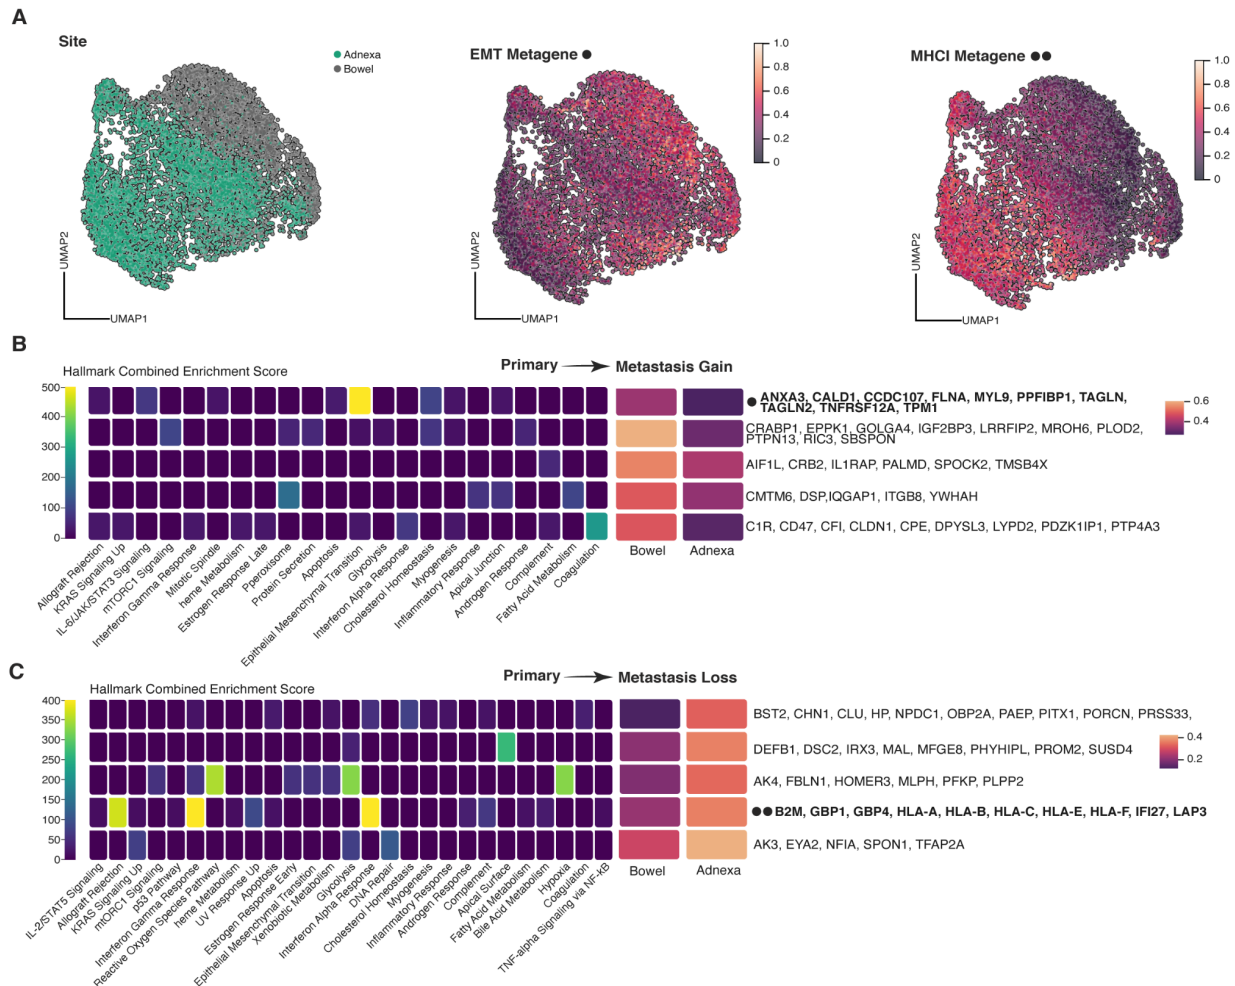 A
Site
Adnexa
Bowel
UMAP2
UMAP1
EMT Metagene ●
1.0
0.8
0.6
0.4
0.2
0
UMAP2
UMAP1
MHCI Metagene ●●
1.0
0.8
0.6
0.4
0.2
0
UMAP2
UMAP1
B
Hallmark Combined Enrichment Score
Primary → Metastasis Gain
500
400
300
200
100
0
● ANXA3, CALD1, CCDC107, FLNA, MYL9, PPFIBP1, TAGLN,
TAGLN2, TNFRSF12A, TPM1
CRABP1, EPPK1, GOLGA4, IGF2BP3, LRRFIP2, MROH6, PLOD2,
PTPN13, RIC3, SBSPON
AIF1L, CRB2, IL1RAP, PALMD, SPOCK2, TMSB4X
CMTM6, DSP,IQGAP1, ITGB8, YWHAH
C1R, CD47, CFI, CLDN1, CPE, DPYSL3, LYPD2, PDZK1IP1, PTP4A3
0.6
0.4
Bowel
Adnexa
Allograft Rejection
KRAS Signaling Up
IL-6/JAK/STAT3 Signaling
mTORC1 Signaling
Interferon Gamma Response
Mitotic Spindle
heme Metabolism
Estrogen Response Late
Pperoxisome
Protein Secretion
Apoptosis
Epithelial Mesenchymal Transition
Glycolysis
Interferon Alpha Response
Cholesterol Homeostasis
Myogenesis
Inflammatory Response
Apical Junction
Androgen Response
Complement
Fatty Acid Metabolism
Coagulation
C
Hallmark Combined Enrichment Score
Primary → Metastasis Loss
400
350
300
250
200
150
100
50
0
BST2, CHN1, CLU, HP, NPDC1, OBP2A, PAEP, PITX1, PORCN, PRSS33,
DEFB1, DSC2, IRX3, MAL, MFGE8, PHYHIPL, PROM2, SUSD4
AK4, FBLN1, HOMER3, MLPH, PFKP, PLPP2
●●B2M, GBP1, GBP4, HLA-A, HLA-B, HLA-C, HLA-E, HLA-F, IFI27, LAP3
AK3, EYA2, NFIA, SPON1, TFAP2A
0.4
0.2
Bowel
Adnexa
IL-2/STAT5 Signaling
Allograft Rejection
KRAS Signaling Up
mTORC1 Signaling
p53 Pathway
Interferon Gamma Response
Reactive Oxygen Species Pathway
heme Metabolism
UV Response Up
Apoptosis
Estrogen Response Early
Epithelial Mesenchymal Transition
Xenobiotic Metabolism
Glycolysis
Interferon Alpha Response
DNA Repair
Cholesterol Homeostasis
Myogenesis
Inflammatory Response
Androgen Response
Complement
Apical Surface
Fatty Acid Metabolism
Bile Acid Metabolism
Hypoxia
Coagulation
TNF-alpha Signaling via NF-kB